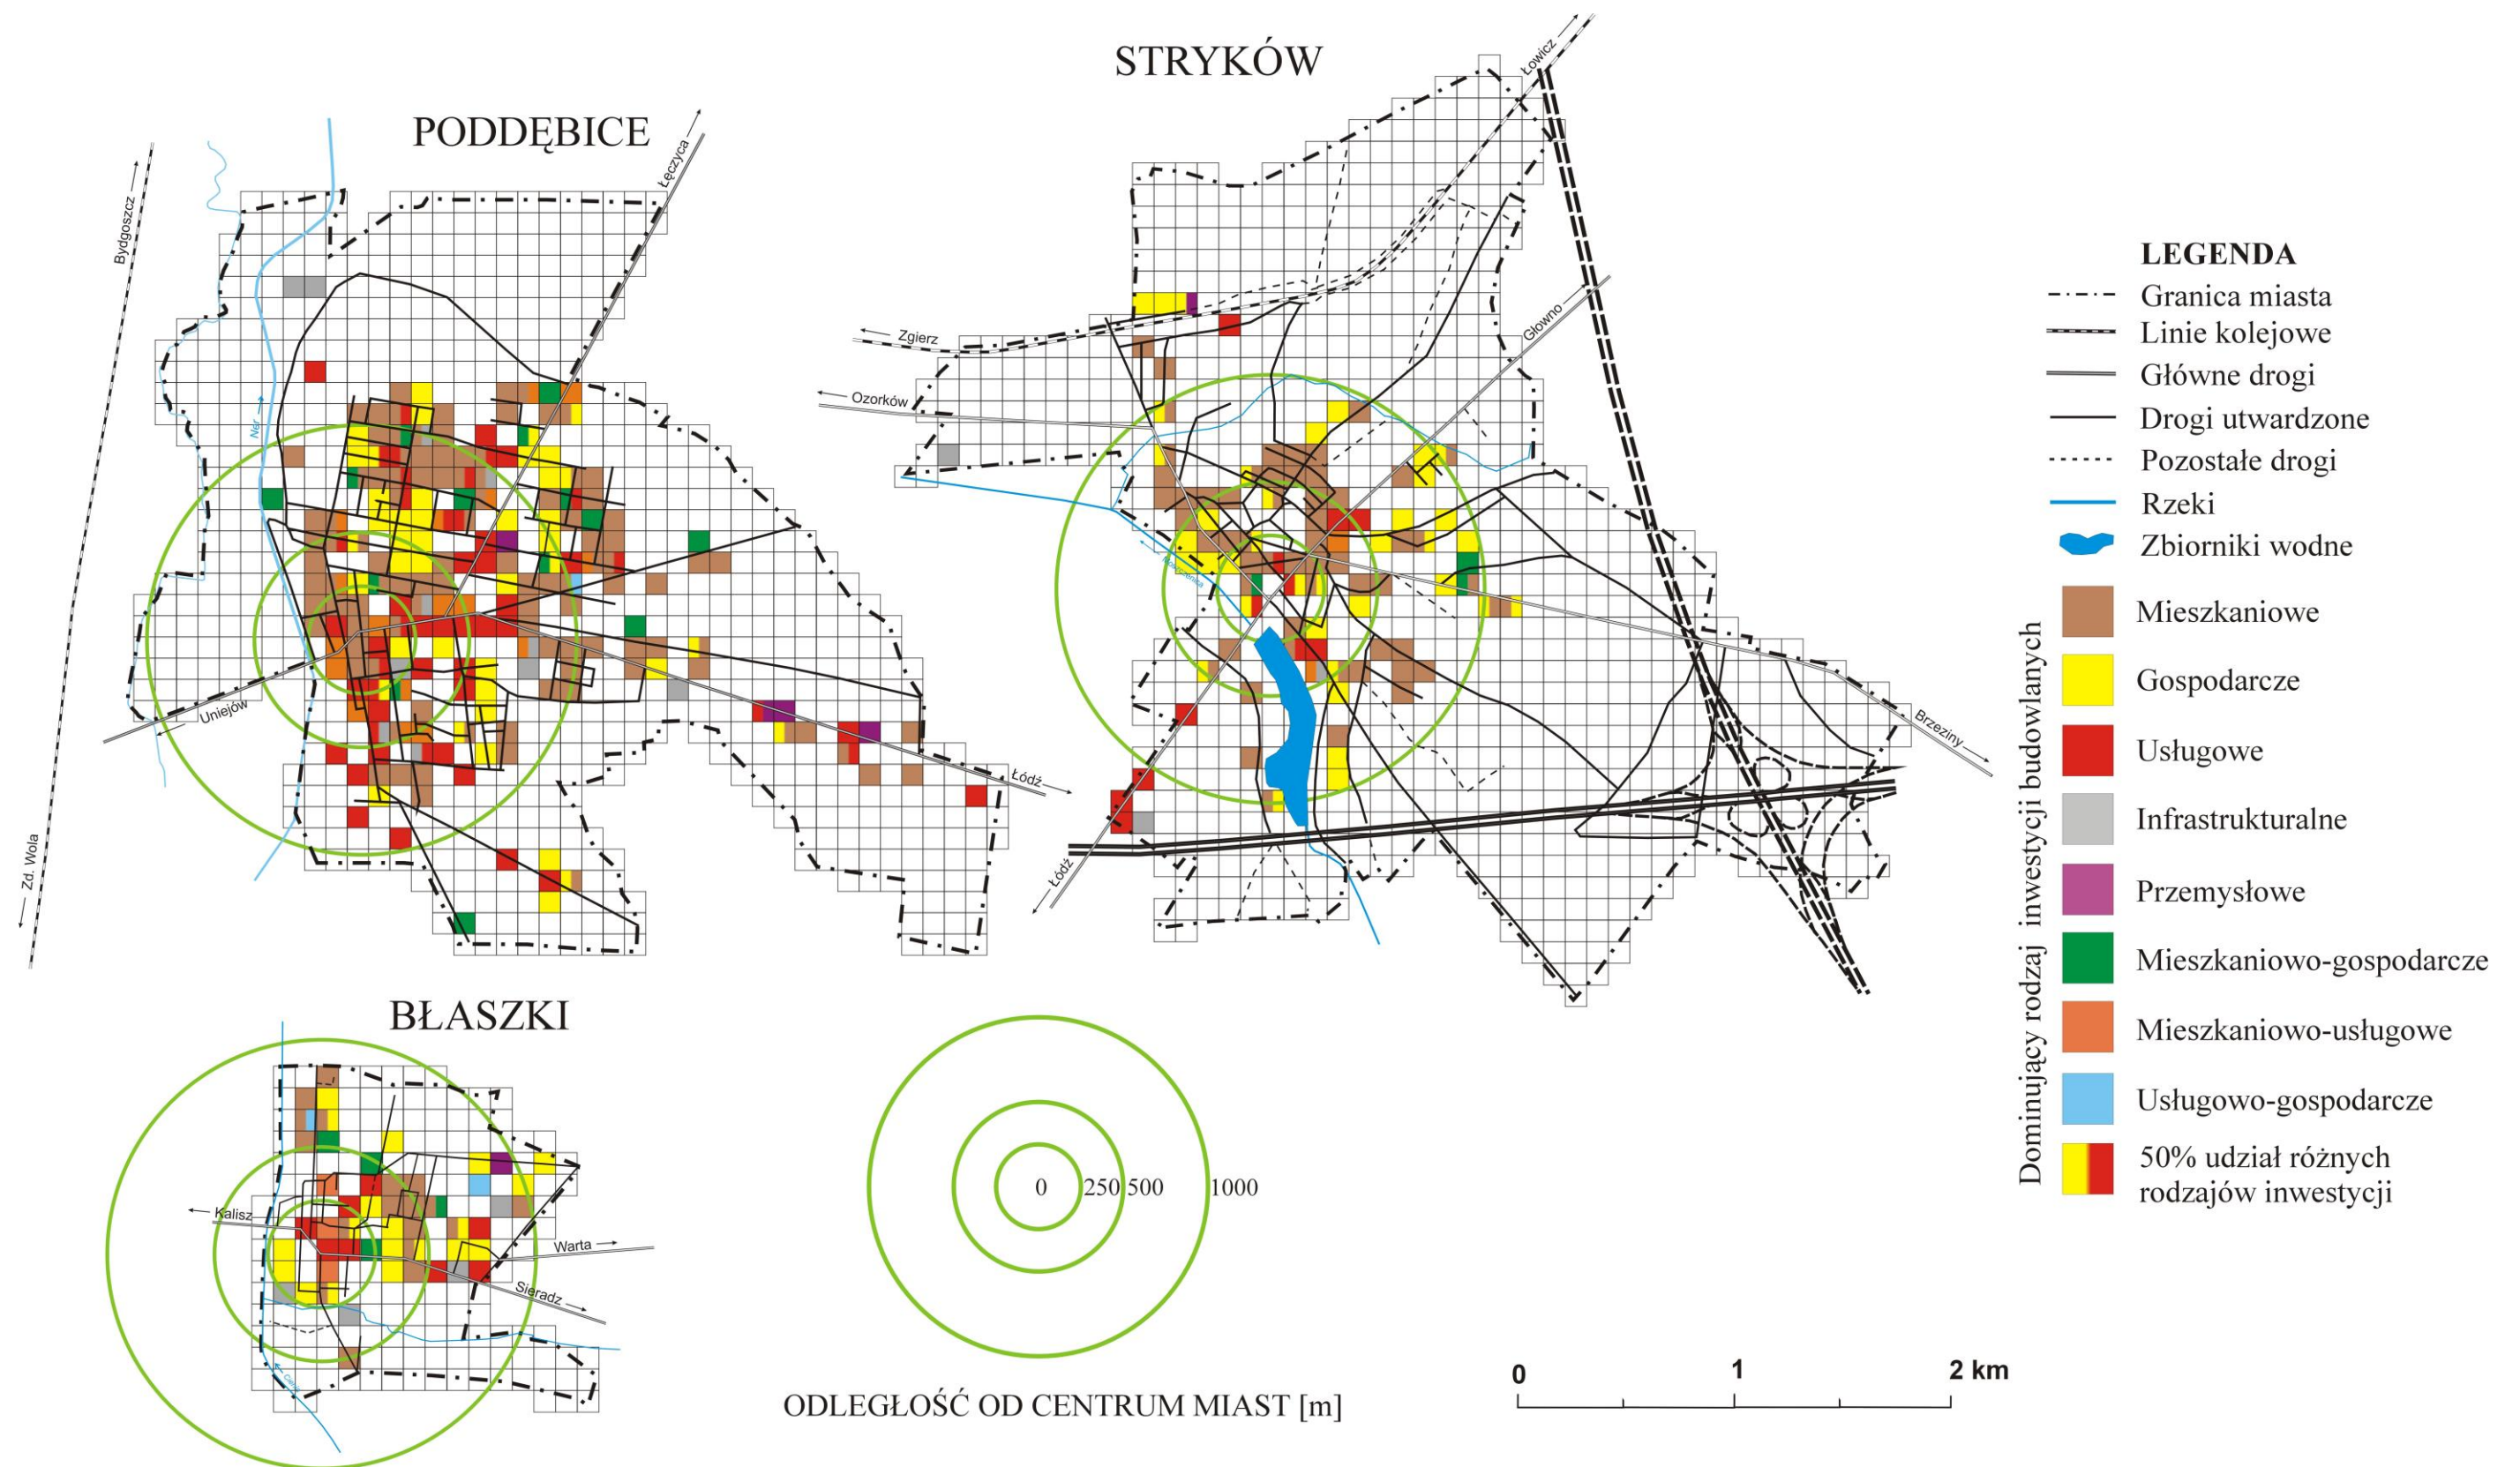 STRYKÓW
PODDĘBICE
Łowicz
Łęczyca
Bydgoszcz
Zgierz
Głowno
Ozorków
Ner
Uniejów
Łódź
Brzeziny
Łódź
Zd. Wola
BŁASZKI
Kalisz
Warta
Sieradz
LEGENDA
Granica miasta
Linie kolejowe
Główne drogi
Drogi utwardzone
Pozostałe drogi
Rzeki
Zbiorniki wodne
Dominujący rodzaj inwestycji budowlanych
Mieszkaniowe
Gospodarcze
Usługowe
Infrastrukturalne
Przemysłowe
Mieszkaniowo-gospodarcze
Mieszkaniowo-usługowe
Usługowo-gospodarcze
50% udział różnych
rodzajów inwestycji
0 250 500 1000
ODLEGŁOŚĆ OD CENTRUM MIAST [m]
0 1 2 km